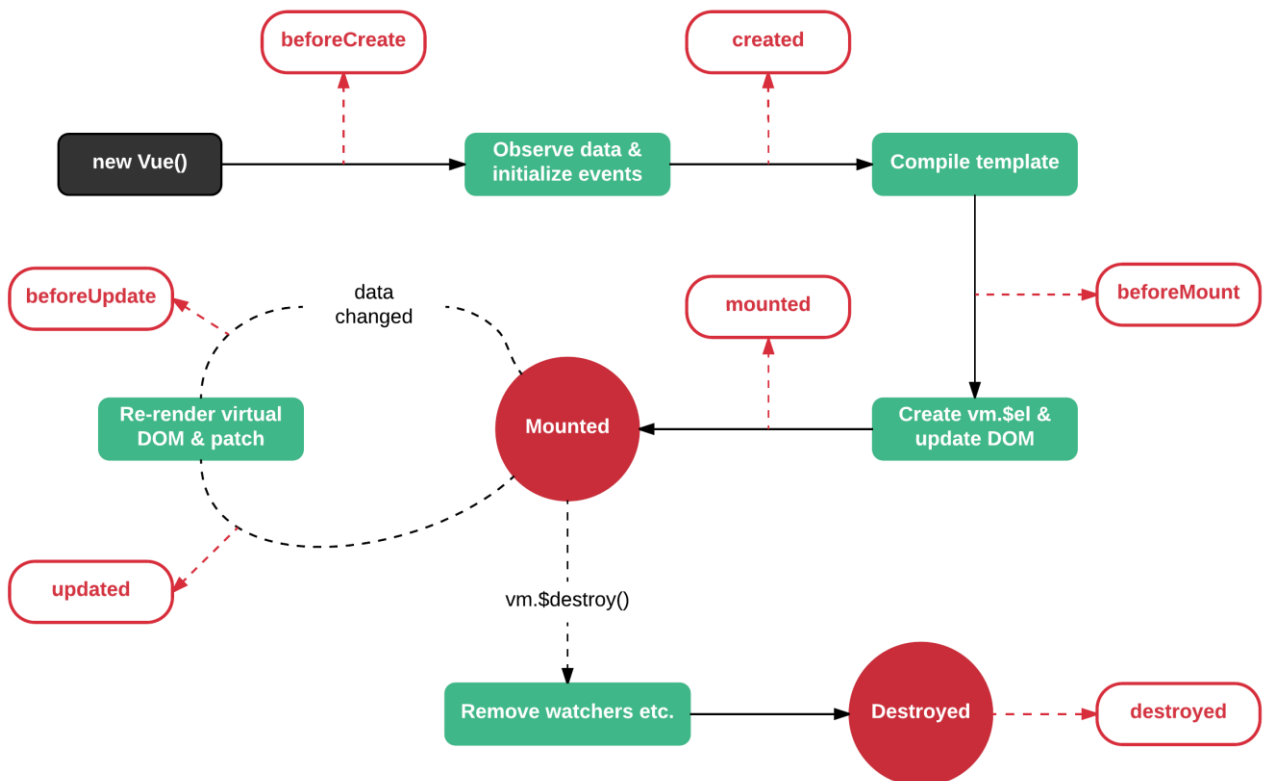 beforeCreate
created
new Vue()
Observe data &
initialize events
Compile template
beforeUpdate
data
changed
mounted
beforeMount
Re-render virtual
DOM & patch
Mounted
Create vm.$el &
update DOM
updated
vm.$destroy()
Remove watchers etc.
Destroyed
destroyed